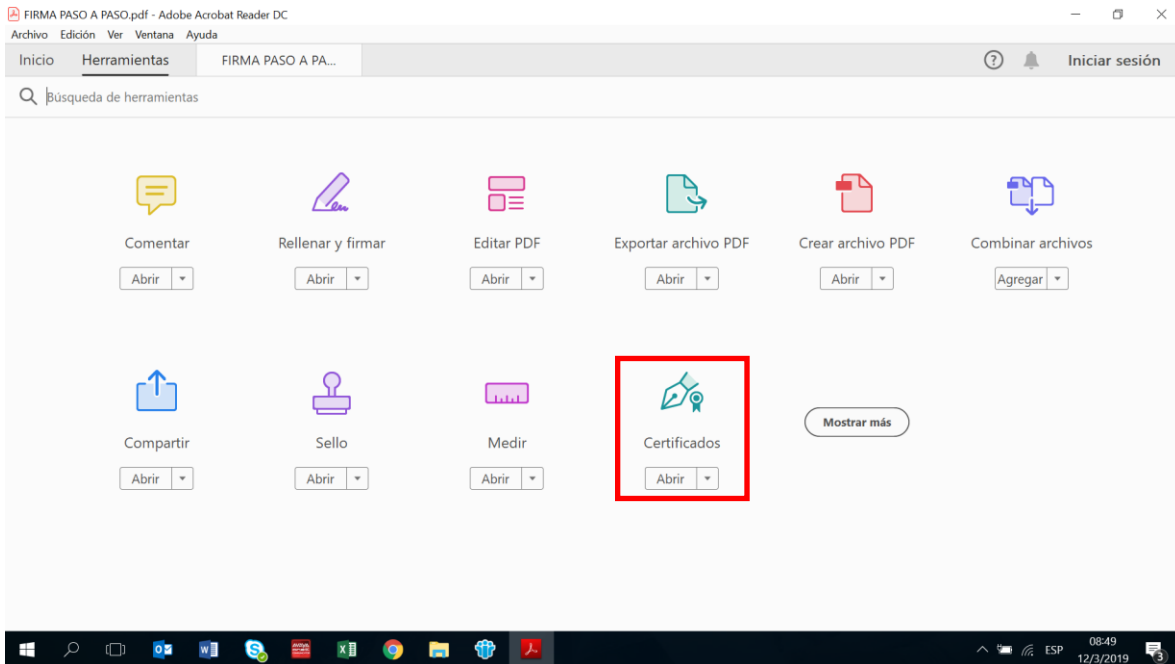 FIRMA PASO A PASO.pdf - Adobe Acrobat Reader DC
Archivo Edición Ver Ventana Ayuda
Inicio Herramientas FIRMA PASO A PA... Iniciar sesión
Búsqueda de herramientas
Comentar Rellenar y firmar Editar PDF Exportar archivo PDF Crear archivo PDF Combinar archivos
Abrir Abrir Abrir Abrir Abrir Agregar
Compartir Sello Medir Certificados Mostrar más
Abrir Abrir Abrir Abrir
ESP 08:49
12/3/2019 3